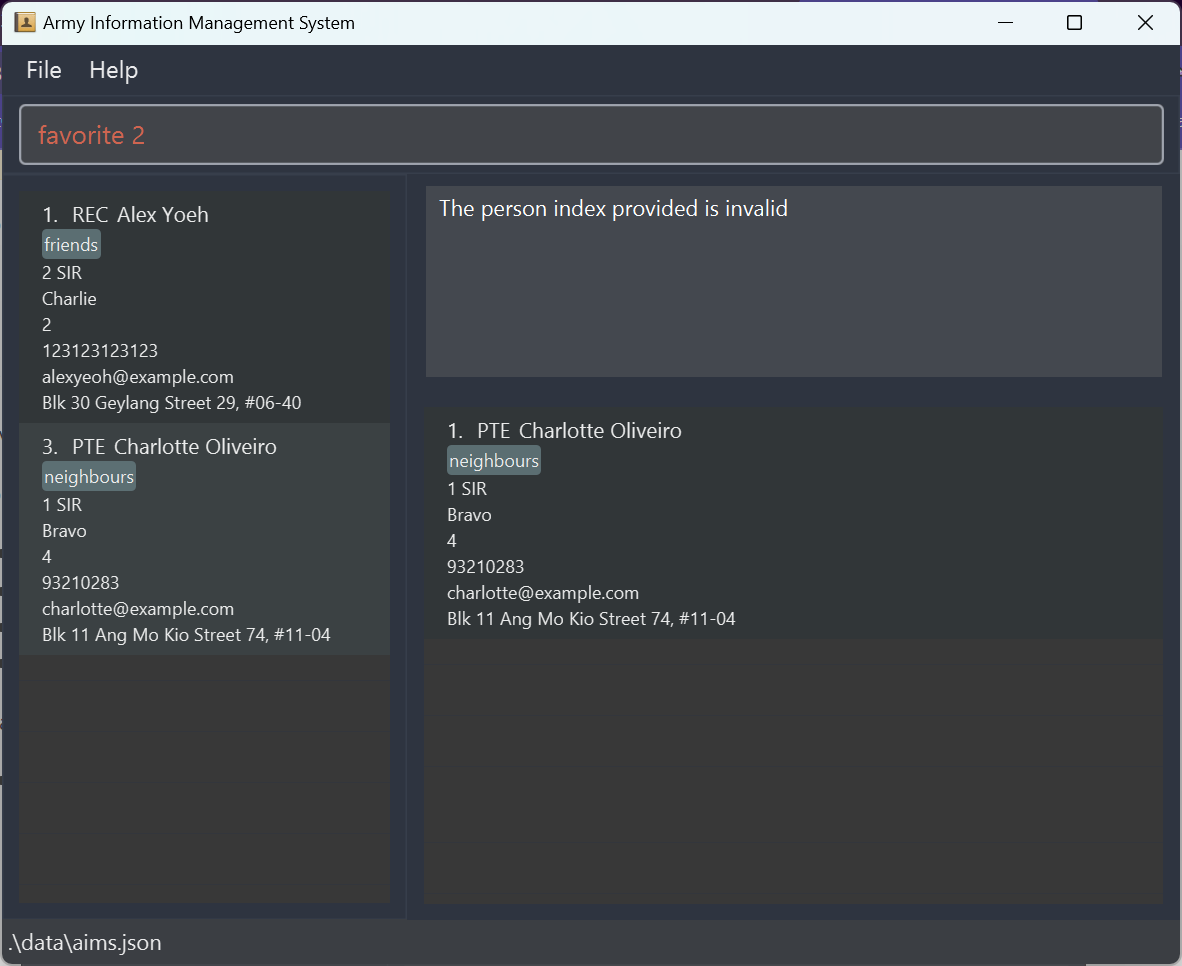 Army Information Management System
File Help
favorite 2
1. REC Alex Yoeh
friends
2 SIR
Charlie
2
123123123123
alexyeoh@example.com
Blk 30 Geylang Street 29, #06-40
3. PTE Charlotte Oliveiro
neighbours
1 SIR
Bravo
4
93210283
charlotte@example.com
Blk 11 Ang Mo Kio Street 74, #11-04
The person index provided is invalid
1. PTE Charlotte Oliveiro
neighbours
1 SIR
Bravo
4
93210283
charlotte@example.com
Blk 11 Ang Mo Kio Street 74, #11-04
.\data\aims.json